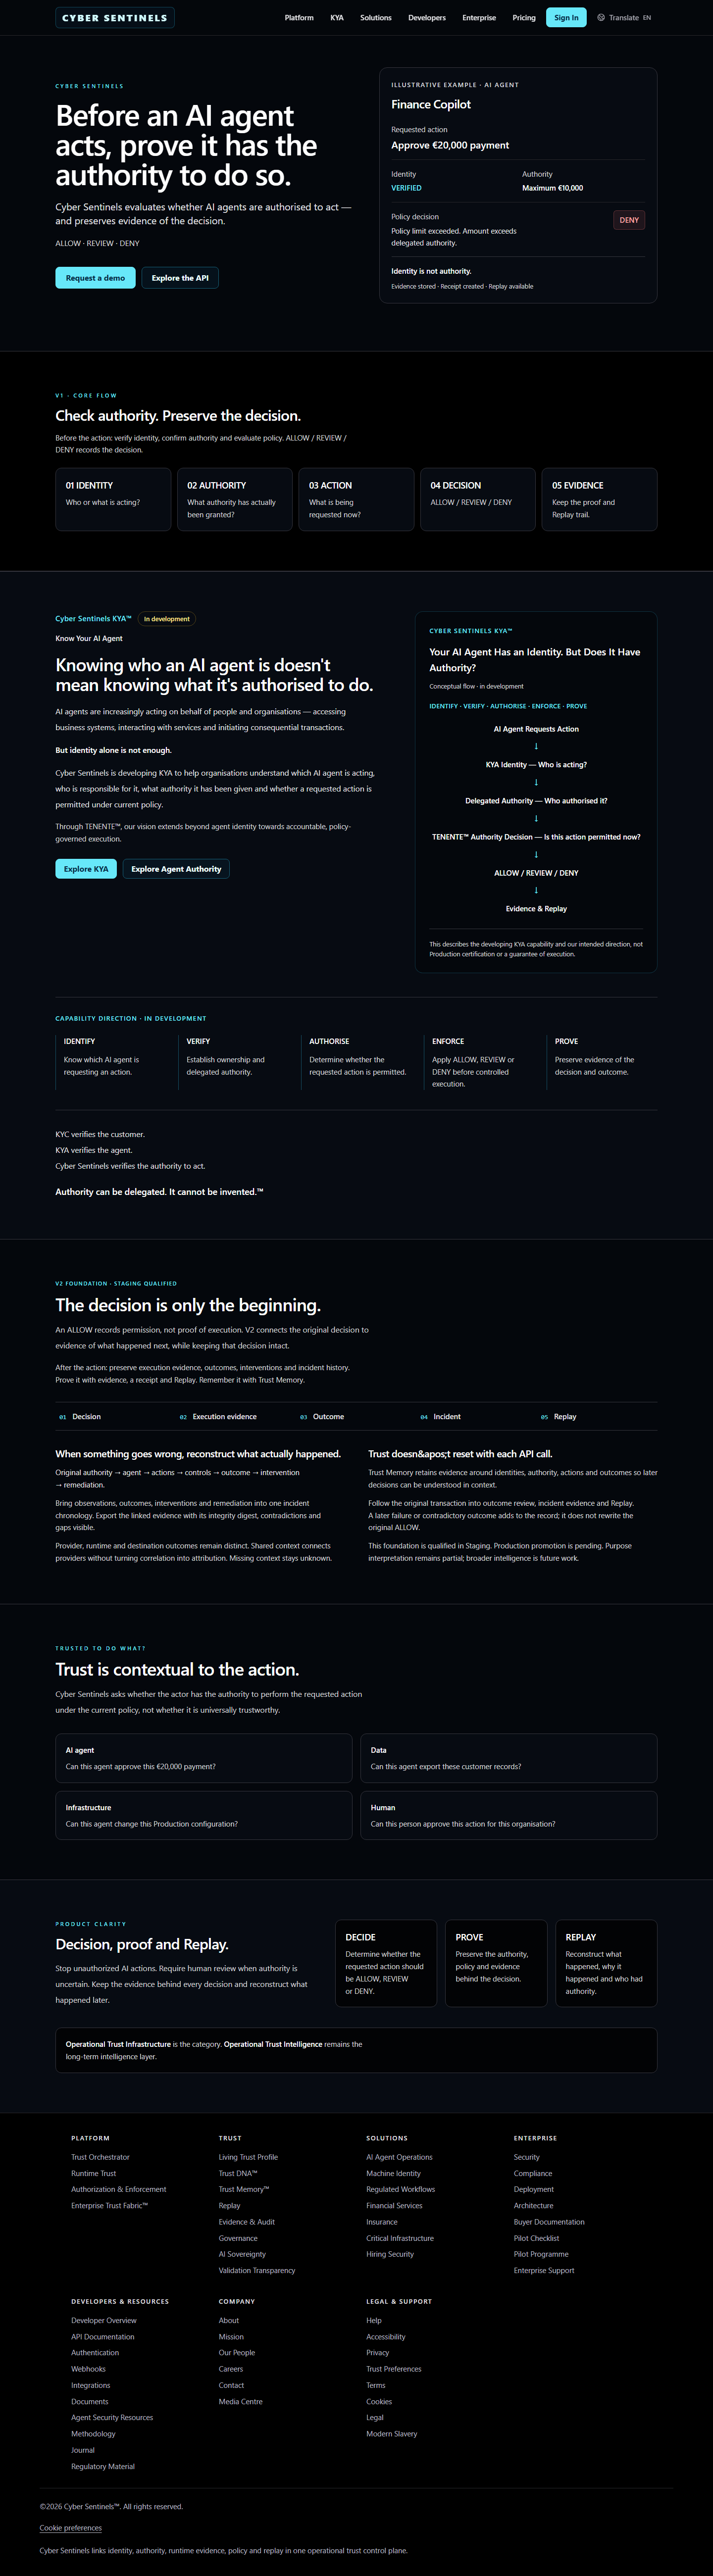 CYBER SENTINELS
Platform KYA Solutions Developers Enterprise Pricing Sign In Translate EN
CYBER SENTINELS
Before an AI agent
acts, prove it has the
authority to do so.
Cyber Sentinels evaluates whether AI agents are authorised to act —
and preserves evidence of the decision.
ALLOW · REVIEW · DENY
Request a demo Explore the API
ILLUSTRATIVE EXAMPLE · AI AGENT
Finance Copilot
Requested action
Approve €20,000 payment
Identity Authority
VERIFIED Maximum €10,000
Policy decision
DENY
Policy limit exceeded. Amount exceeds
delegated authority.
Identity is not authority.
Evidence stored · Receipt created · Replay available
V1 · CORE FLOW
Check authority. Preserve the decision.
Before the action: verify identity, confirm authority and evaluate policy. ALLOW / REVIEW /
DENY records the decision.
01 IDENTITY
Who or what is acting?
02 AUTHORITY
What authority has actually
been granted?
03 ACTION
What is being
requested now?
04 DECISION
ALLOW / REVIEW / DENY
05 EVIDENCE
Keep the proof and
Replay trail.
Cyber Sentinels KYA™ In development
Know Your AI Agent
Knowing who an AI agent is doesn't
mean knowing what it's authorised to do.
AI agents are increasingly acting on behalf of people and organisations — accessing
business systems, interacting with services and initiating consequential transactions.
But identity alone is not enough.
Cyber Sentinels is developing KYA to help organisations understand which AI agent is acting,
who is responsible for it, what authority it has been given and whether a requested action is
permitted under current policy.
Through TENENTE™, our vision extends beyond agent identity towards accountable, policy-
governed execution.
Explore KYA Explore Agent Authority
CYBER SENTINELS KYA™
Your AI Agent Has an Identity. But Does It Have
Authority?
Conceptual flow · in development
IDENTIFY · VERIFY · AUTHORISE · ENFORCE · PROVE
AI Agent Requests Action
↓
KYA Identity — Who is acting?
↓
Delegated Authority — Who authorised it?
↓
TENENTE™ Authority Decision — Is this action permitted now?
↓
ALLOW / REVIEW / DENY
↓
Evidence & Replay
This describes the developing KYA capability and our intended direction, not
Production certification or a guarantee of execution.
CAPABILITY DIRECTION · IN DEVELOPMENT
IDENTIFY
Know which AI agent is
requesting an action.
VERIFY
Establish ownership and
delegated authority.
AUTHORISE
Determine whether the
requested action is permitted.
ENFORCE
Apply ALLOW, REVIEW or
DENY before controlled
execution.
PROVE
Preserve evidence of the
decision and outcome.
KYC verifies the customer.
KYA verifies the agent.
Cyber Sentinels verifies the authority to act.
Authority can be delegated. It cannot be invented.™
V2 FOUNDATION · STAGING QUALIFIED
The decision is only the beginning.
An ALLOW records permission, not proof of execution. V2 connects the original decision to
evidence of what happened next, while keeping that decision intact.
After the action: preserve execution evidence, outcomes, interventions and incident history.
Prove it with evidence, a receipt and Replay. Remember it with Trust Memory.
01 Decision 02 Execution evidence 03 Outcome 04 Incident 05 Replay
When something goes wrong, reconstruct what actually happened.
Original authority → agent → actions → controls → outcome → intervention
→ remediation.
Bring observations, outcomes, interventions and remediation into one incident
chronology. Export the linked evidence with its integrity digest, contradictions and
gaps visible.
Provider, runtime and destination outcomes remain distinct. Shared context connects
providers without turning correlation into attribution. Missing context stays unknown.
Trust doesn&apos;t reset with each API call.
Trust Memory retains evidence around identities, authority, actions and outcomes so later
decisions can be understood in context.
Follow the original transaction into outcome review, incident evidence and Replay.
A later failure or contradictory outcome adds to the record; it does not rewrite the
original ALLOW.
This foundation is qualified in Staging. Production promotion is pending. Purpose
interpretation remains partial; broader intelligence is future work.
TRUSTED TO DO WHAT?
Trust is contextual to the action.
Cyber Sentinels asks whether the actor has the authority to perform the requested action
under the current policy, not whether it is universally trustworthy.
AI agent
Can this agent approve this €20,000 payment?
Data
Can this agent export these customer records?
Infrastructure
Can this agent change this Production configuration?
Human
Can this person approve this action for this organisation?
PRODUCT CLARITY
Decision, proof and Replay.
Stop unauthorized AI actions. Require human review when authority is
uncertain. Keep the evidence behind every decision and reconstruct what
happened later.
DECIDE
Determine whether the
requested action should
be ALLOW, REVIEW
or DENY.
PROVE
Preserve the authority,
policy and evidence
behind the decision.
REPLAY
Reconstruct what
happened, why it
happened and who had
authority.
Operational Trust Infrastructure is the category. Operational Trust Intelligence remains the
long-term intelligence layer.
PLATFORM
Trust Orchestrator
Runtime Trust
Authorization & Enforcement
Enterprise Trust Fabric™
TRUST
Living Trust Profile
Trust DNA™
Trust Memory™
Replay
Evidence & Audit
Governance
AI Sovereignty
Validation Transparency
SOLUTIONS
AI Agent Operations
Machine Identity
Regulated Workflows
Financial Services
Insurance
Critical Infrastructure
Hiring Security
ENTERPRISE
Security
Compliance
Deployment
Architecture
Buyer Documentation
Pilot Checklist
Pilot Programme
Enterprise Support
DEVELOPERS & RESOURCES
Developer Overview
API Documentation
Authentication
Webhooks
Integrations
Documents
Agent Security Resources
Methodology
Journal
Regulatory Material
COMPANY
About
Mission
Our People
Careers
Contact
Media Centre
LEGAL & SUPPORT
Help
Accessibility
Privacy
Trust Preferences
Terms
Cookies
Legal
Modern Slavery
©2026 Cyber Sentinels™. All rights reserved.
Cookie preferences
Cyber Sentinels links identity, authority, runtime evidence, policy and replay in one operational trust control plane.